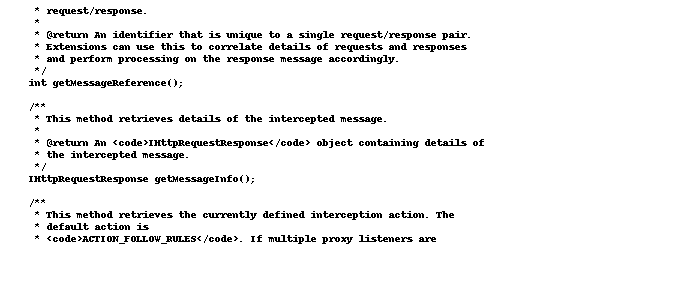 * request/response.
*
* @return An identifier that is unique to a single request/response pair.
* Extensions can use this to correlate details of requests and responses
* and perform processing on the response message accordingly.
*/
int getMessageReference();
/**
* This method retrieves details of the intercepted message.
*
* @return An <code>IHttpRequestResponse</code> object containing details of
* the intercepted message.
*/
IHttpRequestResponse getMessageInfo();
/**
* This method retrieves the currently defined interception action. The
* default action is
* <code>ACTION_FOLLOW_RULES</code>. If multiple proxy listeners are